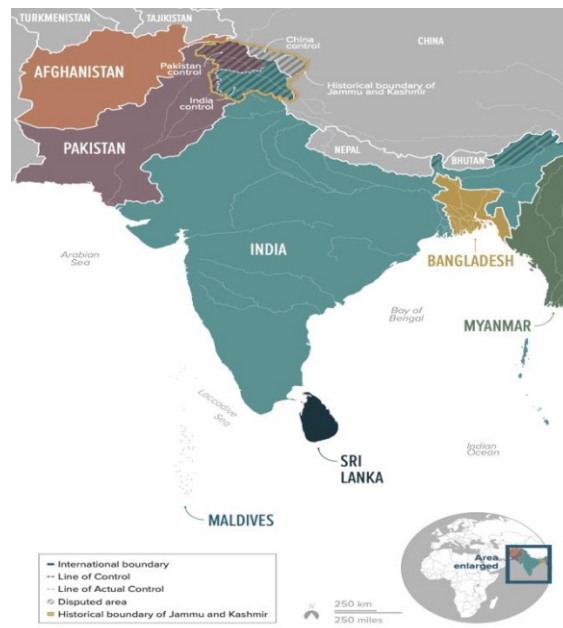 TURKMENISTAN
TAJIKISTAN
CHINA
China
control
AFGHANISTAN
Pakistan
control
Historical boundary of
Jammu and Kashmir
India
control
PAKISTAN
NEPAL
BHUTAN
INDIA
Arabian
Sea
BANGLADESH
Bay of
Bengal
MYANMAR
Laccadive
Sea
Indian
Ocean
SRI
LANKA
MALDIVES
Area
enlarged
International boundary
Line of Control
Line of Actual Control
Disputed area
Historical boundary of Jammu and Kashmir
N
250 km
250 miles